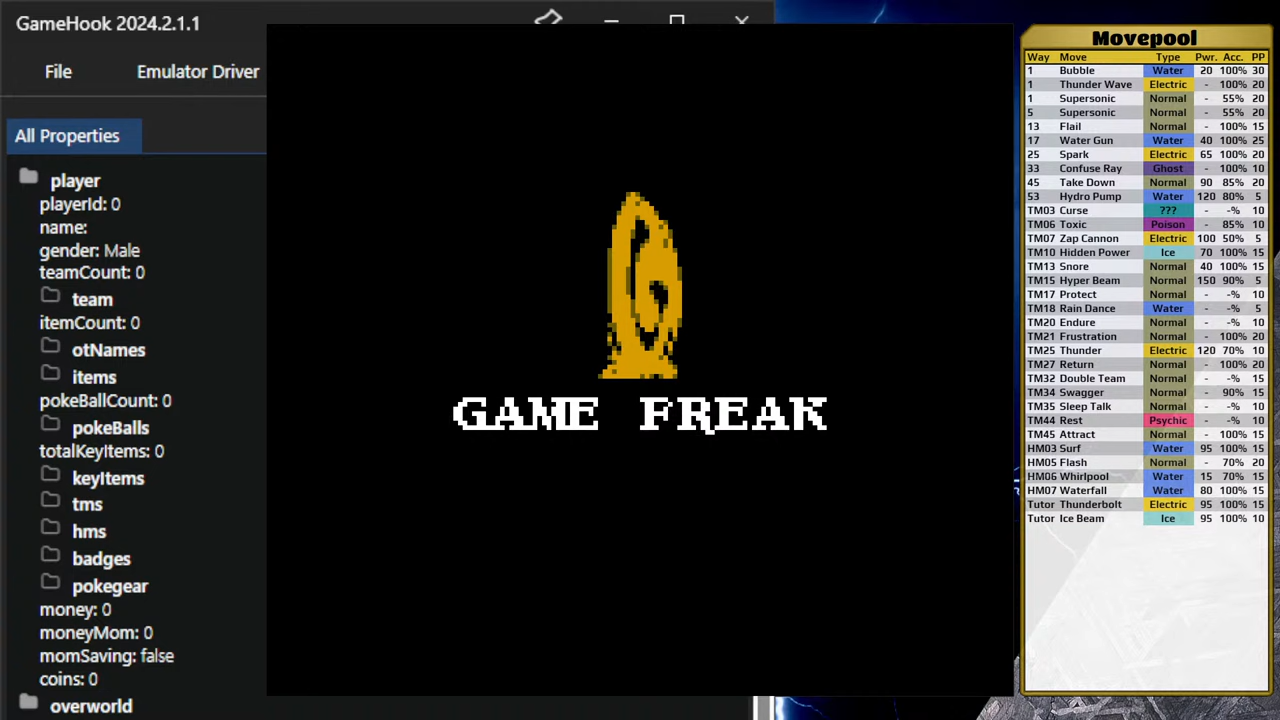 GameHook 2024.2.1.1
File
Emulator Driver
All Properties
player
playerId: 0
name:
gender: Male
teamCount: 0
team
itemCount: 0
otNames
items
pokeBallCount: 0
pokeBalls
totalKeyItems: 0
keyItems
tms
hms
badges
pokegear
money: 0
moneyMom: 0
momSaving: false
coins: 0
overworld
GAME FREAK
Movepool
Way Move Type Pwr. Acc. PP
1 Bubble Water 20 100% 30
1 Thunder Wave Electric - 100% 20
1 Supersonic Normal - 55% 20
5 Supersonic Normal - 55% 20
13 Flail Normal - 100% 15
17 Water Gun Water 40 100% 25
25 Spark Electric 65 100% 20
33 Confuse Ray Ghost - 100% 10
45 Take Down Normal 90 85% 20
53 Hydro Pump Water 120 80% 5
TM03 Curse ??? - -% 10
TM06 Toxic Poison - 85% 10
TM07 Zap Cannon Electric 100 50% 5
TM10 Hidden Power Ice 70 100% 15
TM13 Snore Normal 40 100% 15
TM15 Hyper Beam Normal 150 90% 5
TM17 Protect Normal - -% 10
TM18 Rain Dance Water - -% 5
TM20 Endure Normal - -% 10
TM21 Frustration Normal - 100% 20
TM25 Thunder Electric 120 70% 10
TM27 Return Normal - 100% 20
TM32 Double Team Normal - -% 15
TM34 Swagger Normal - 90% 15
TM35 Sleep Talk Normal - -% 10
TM44 Rest Psychic - -% 10
TM45 Attract Normal - 100% 15
HM03 Surf Water 95 100% 15
HM05 Flash Normal - 70% 20
HM06 Whirlpool Water 15 70% 15
HM07 Waterfall Water 80 100% 15
Tutor Thunderbolt Electric 95 100% 15
Tutor Ice Beam Ice 95 100% 10